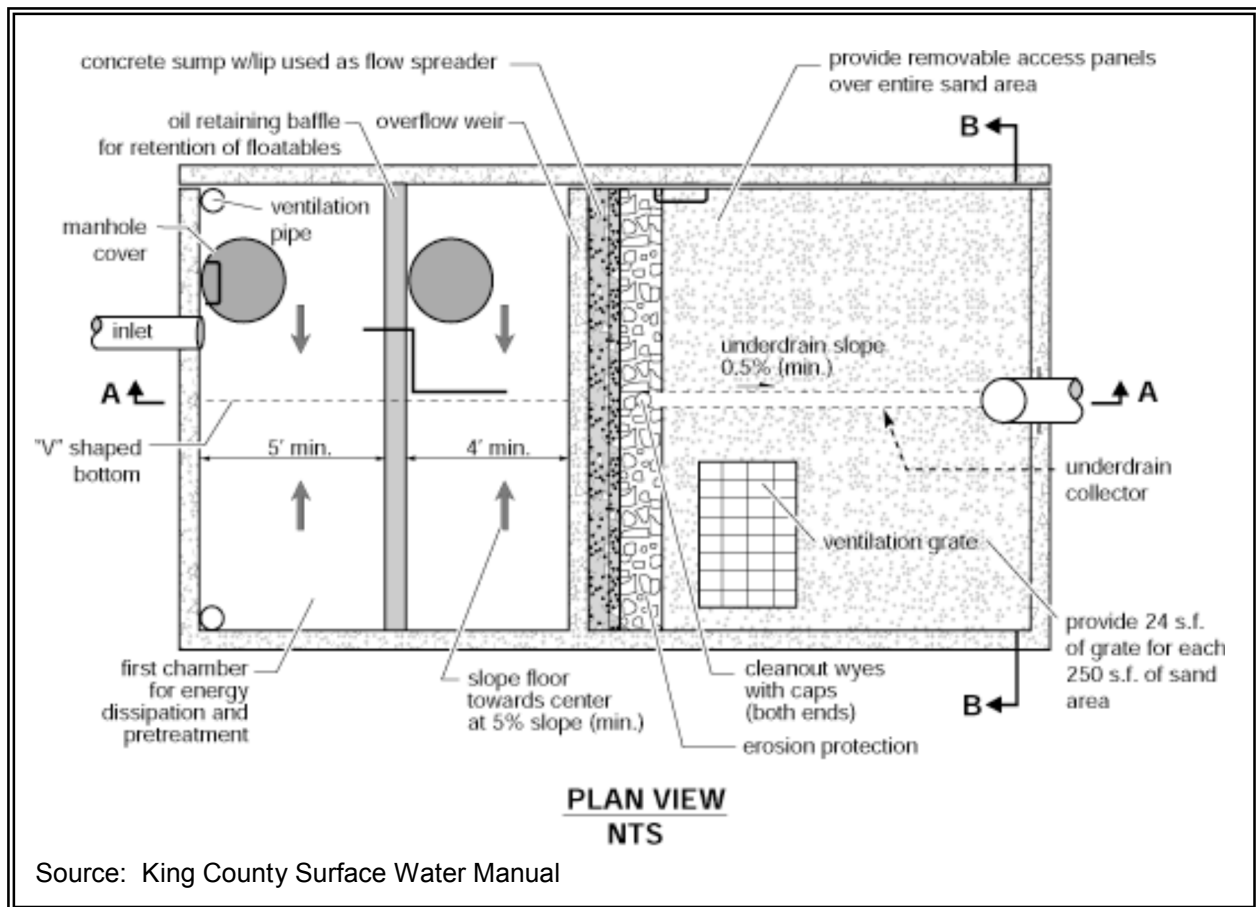 concrete sump w/lip used as flow spreader
provide removable access panels
over entire sand area
oil retaining baffle
for retention of floatables
overflow weir
B
ventilation
pipe
manhole
cover
inlet
underdrain slope
0.5% (min.)
A
A
"V" shaped
bottom
5' min.
4' min.
underdrain
collector
ventilation grate
provide 24 s.f.
of grate for each
250 s.f. of sand
area
first chamber
for energy
dissipation and
pretreatment
slope floor
towards center
at 5% slope (min.)
cleanout wyes
with caps
(both ends)
B
erosion protection
PLAN VIEW
NTS
Source: King County Surface Water Manual